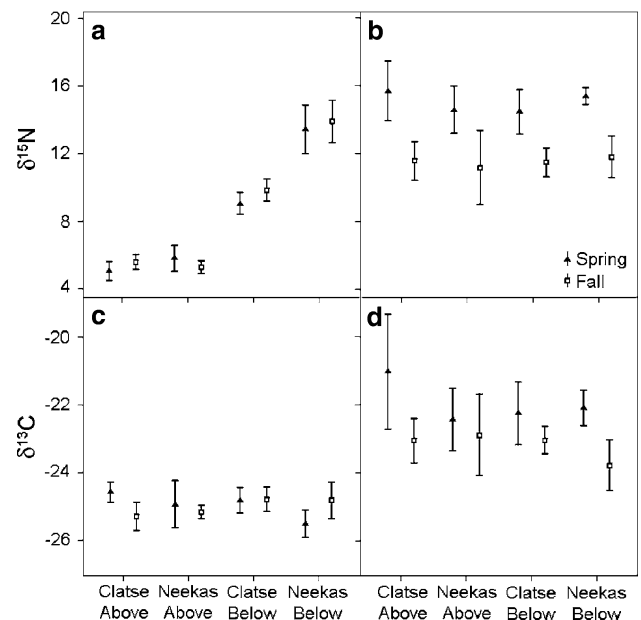 20
16
12
8
4
δ¹⁵N
a
b
Spring
Fall
-20
-22
-24
-26
δ¹³C
c
d
Clatse Above
Neekas Above
Clatse Below
Neekas Below
Clatse Above
Neekas Above
Clatse Below
Neekas Below